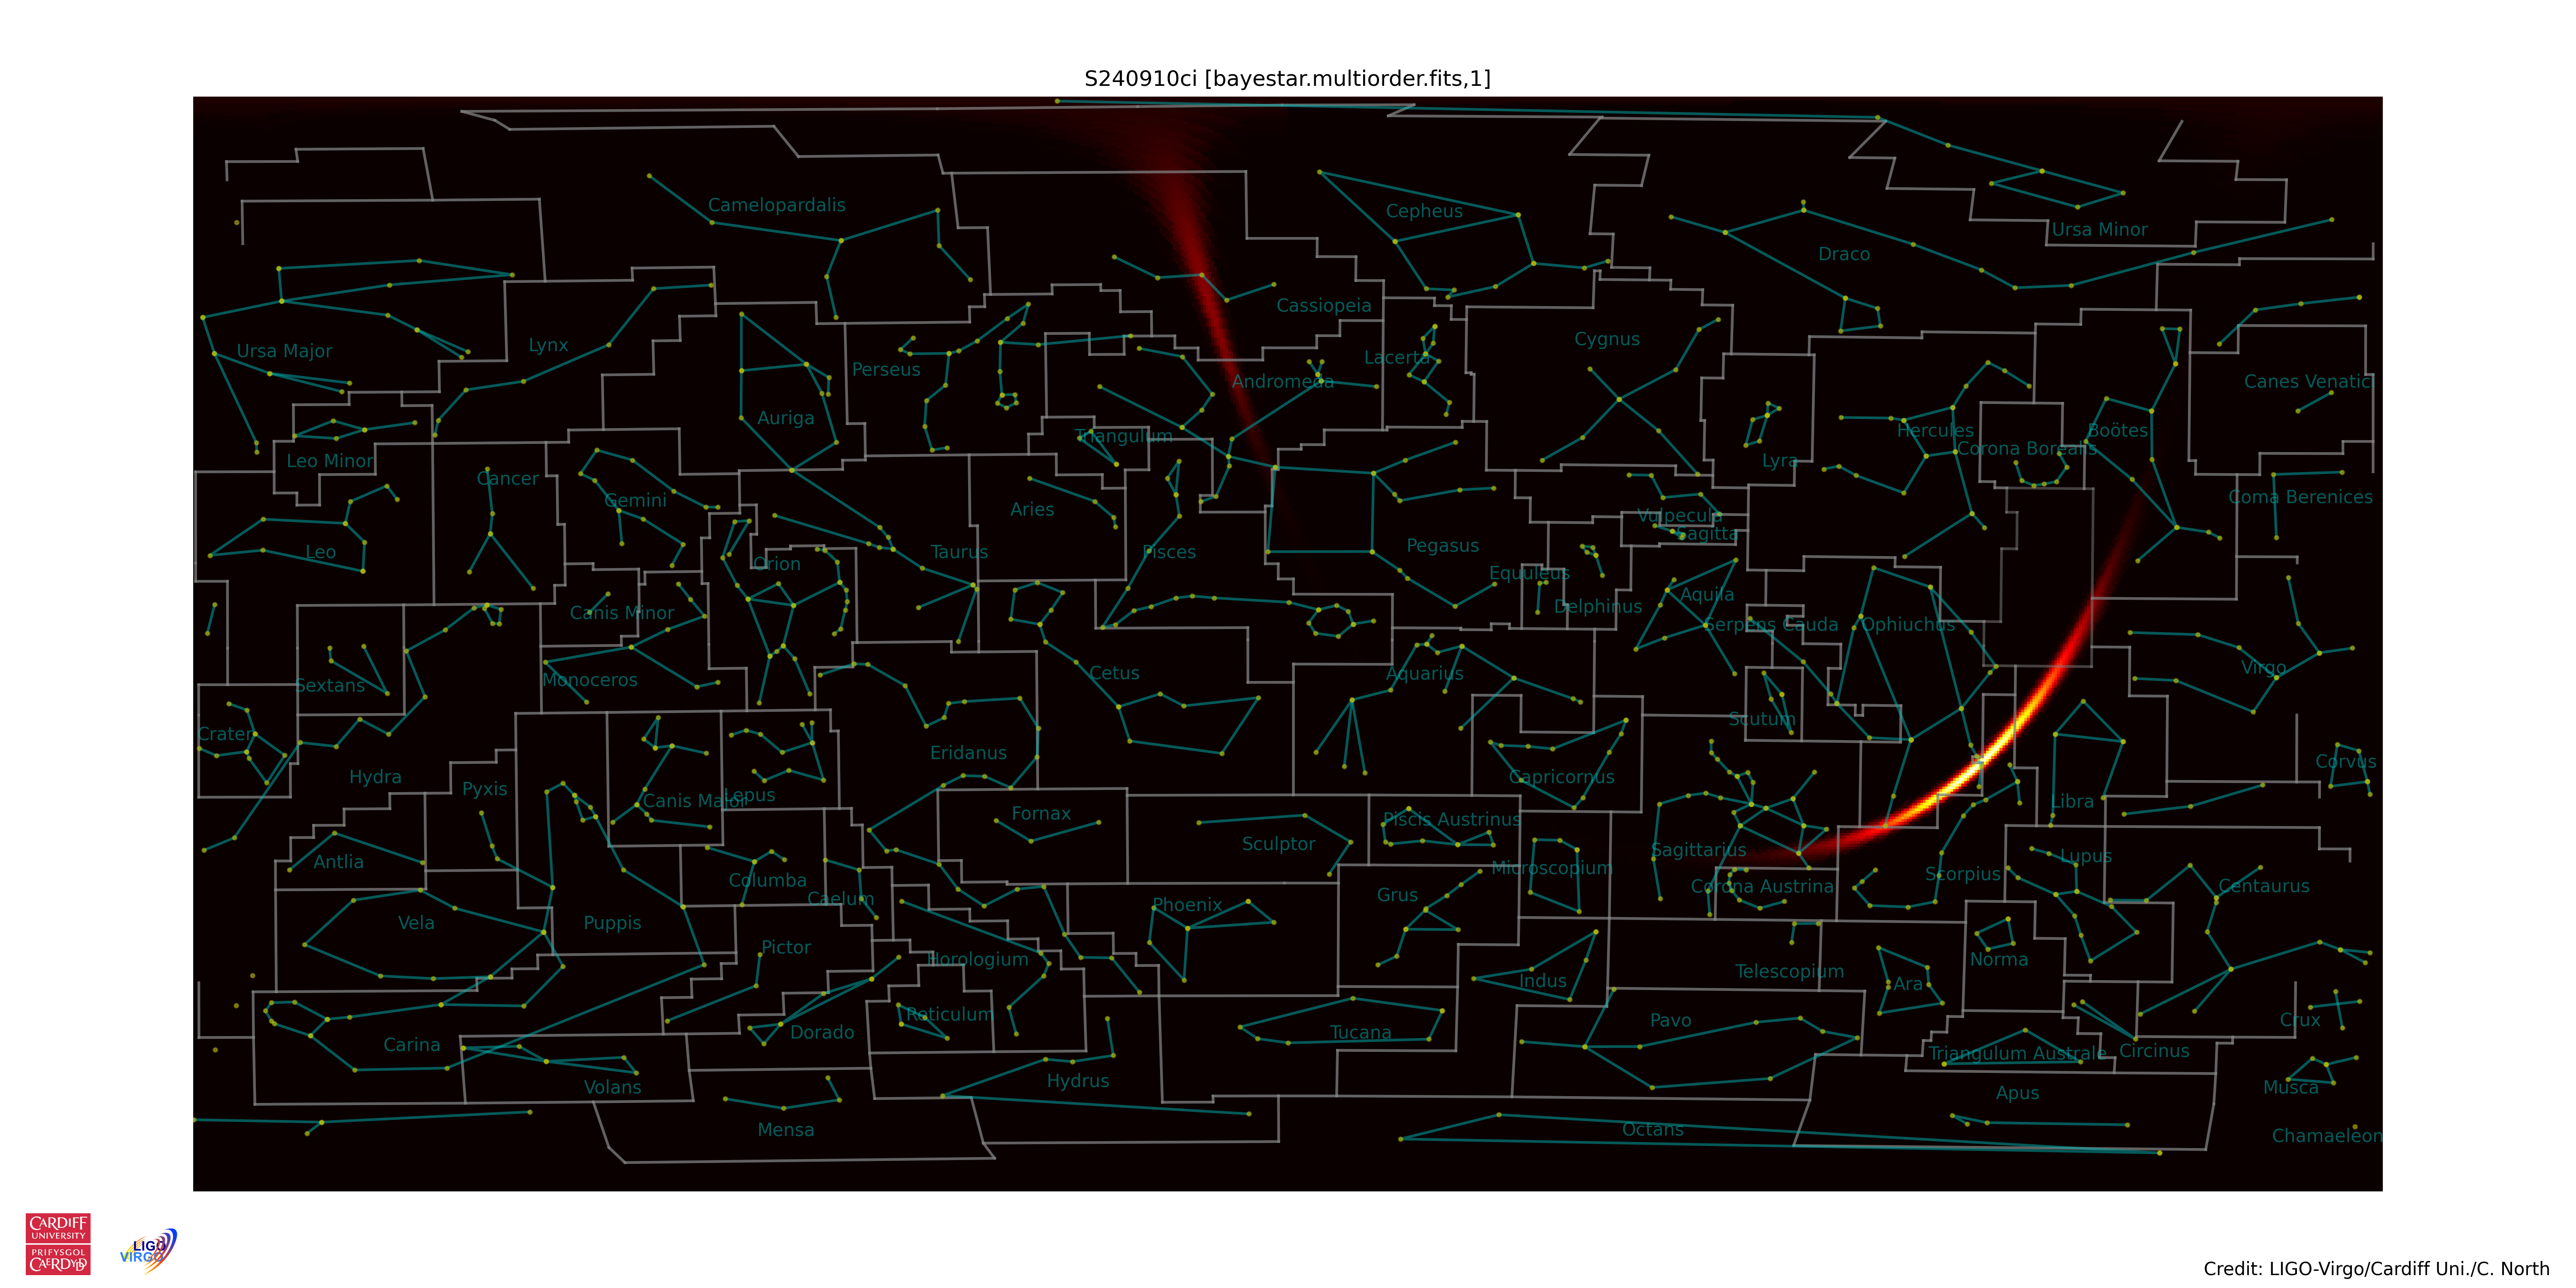 S240910ci [bayestar.multiorder.fits,1]
Camelopardalis
Cepheus
Ursa Minor
Draco
Cassiopeia
Ursa Major
Lynx
Perseus
Cygnus
Lacerta
Andromeda
Canes Venatici
Auriga
Triangulum
Hercules
Boötes
Corona Borealis
Leo Minor
Lyra
Cancer
Gemini
Coma Berenices
Aries
Vulpecula
Sagitta
Leo
Orion
Taurus
Pisces
Pegasus
Equuleus
Delphinus
Aquila
Canis Minor
Serpens Cauda
Ophiuchus
Sextans
Monoceros
Cetus
Aquarius
Virgo
Crater
Scutum
Hydra
Pyxis
Eridanus
Capricornus
Corvus
Canis Major
Lepus
Fornax
Piscis Austrinus
Libra
Antlia
Sculptor
Sagittarius
Lupus
Columba
Microscopium
Scorpius
Caelum
Grus
Corona Austrina
Centaurus
Vela
Puppis
Phoenix
Pictor
Horologium
Indus
Telescopium
Ara
Norma
Reticulum
Carina
Dorado
Tucana
Pavo
Crux
Triangulum Australe
Circinus
Volans
Hydrus
Apus
Musca
Mensa
Octans
Chamaeleon
CARDIFF
UNIVERSITY
PRIFYSGOL
CAERDYDD
LIGO
VIRGO
Credit: LIGO-Virgo/Cardiff Uni./C. North